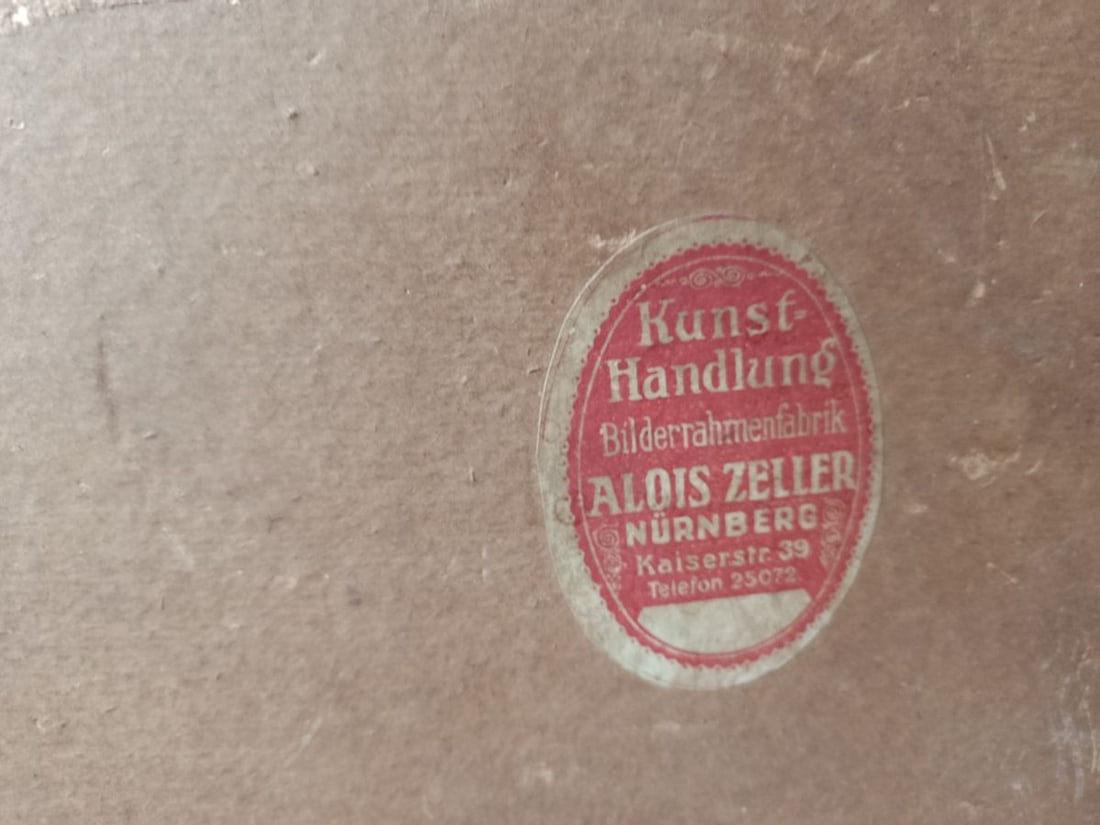 Kunst-
Handlung
Bilderrahmenfabrik
ALOIS ZELLER
NÜRNBERG
Kaiserstr. 39
Telefon 25072